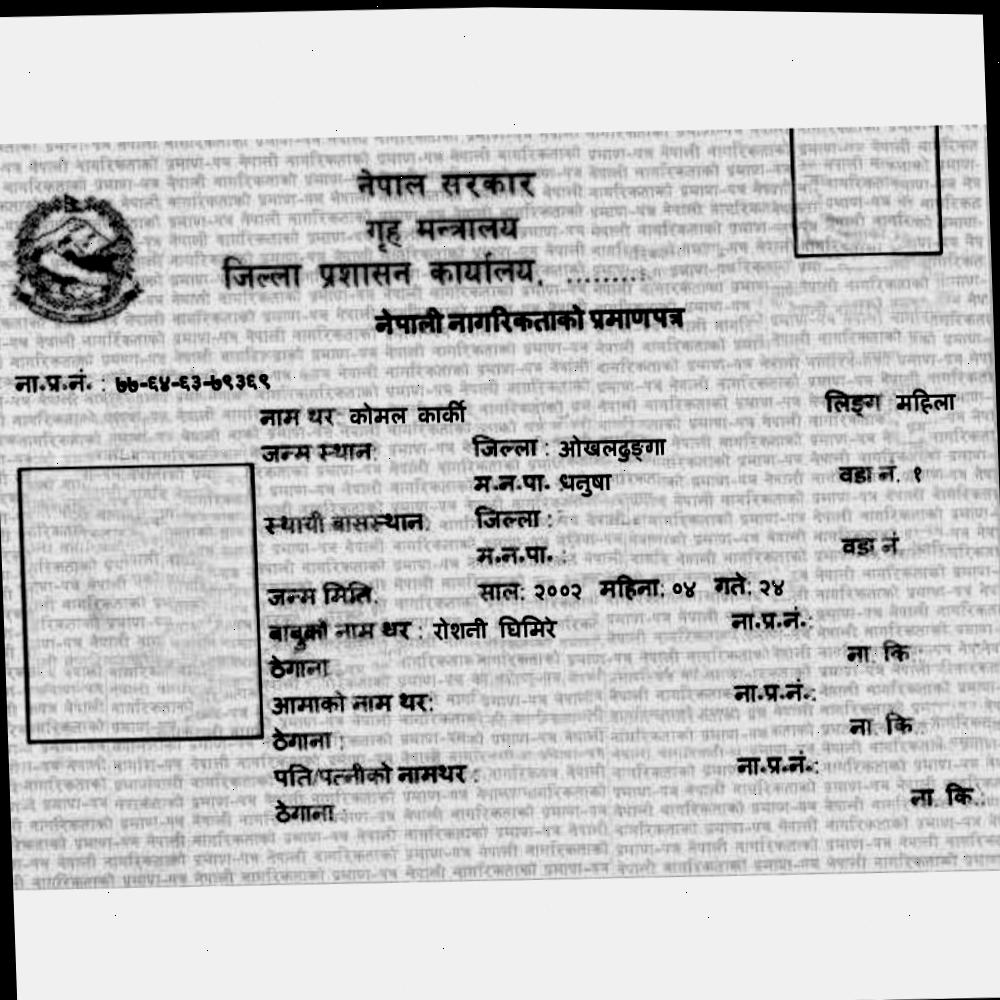 नेपाल सरकार
गृह मन्त्रालय
जिल्ला प्रशासन कार्यालय, ........
नेपाली नागरिकताको प्रमाणपत्र
ना.प्र.नं. : ७७-६४-६३-७९३६९
नाम थर: कोमल कार्की लिङ्ग महिला
जन्म स्थान: जिल्ला : ओखलढुङ्गा
म.न.पा. धनुषा वडा नं. १
स्थायी बासस्थान: जिल्ला :
म.न.पा. : वडा नं.
जन्म मिति: साल: २००२ महिना: ०४ गते: २४
बाबुको नाम थर : रोशनी घिमिरे ना.प्र.नं.:
ठेगाना: ना. कि.:
आमाको नाम थर: ना.प्र.नं.:
ठेगाना : ना. कि.:
पति/पत्नीको नामथर : ना.प्र.नं.:
ठेगाना : ना. कि.: